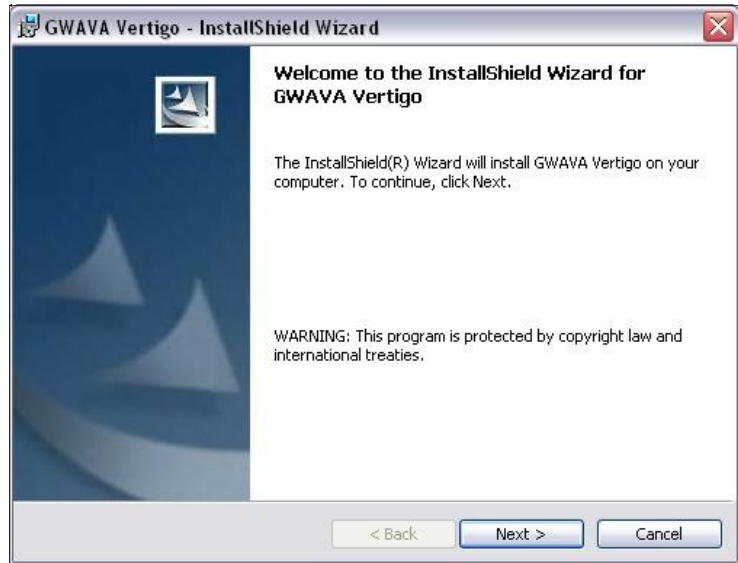 GWAVA Vertigo - InstallShield Wizard
Welcome to the InstallShield Wizard for
GWAVA Vertigo
The InstallShield(R) Wizard will install GWAVA Vertigo on your
computer. To continue, click Next.
WARNING: This program is protected by copyright law and
international treaties.
< Back Next > Cancel